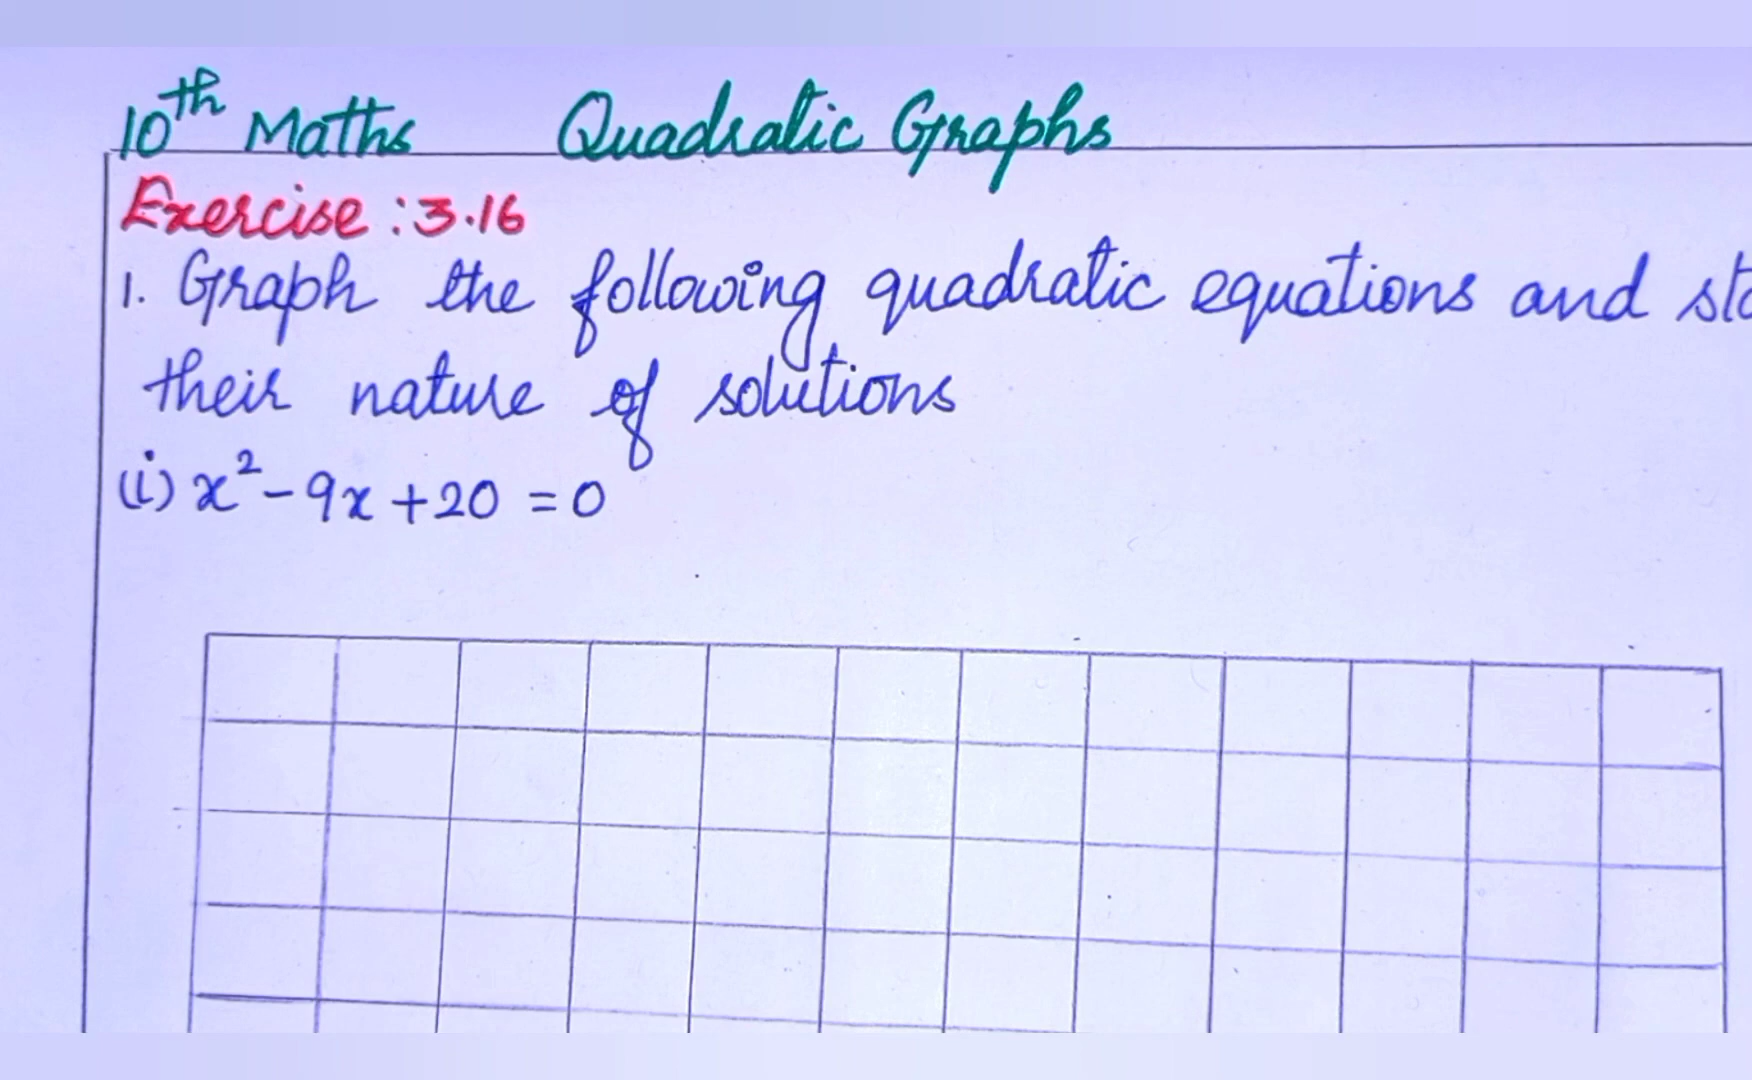 10th Maths Quadratic Graphs
Exercise : 3.16
1. Graph the following quadratic equations and
their nature of solutions
(i) x² - 9x + 20 = 0